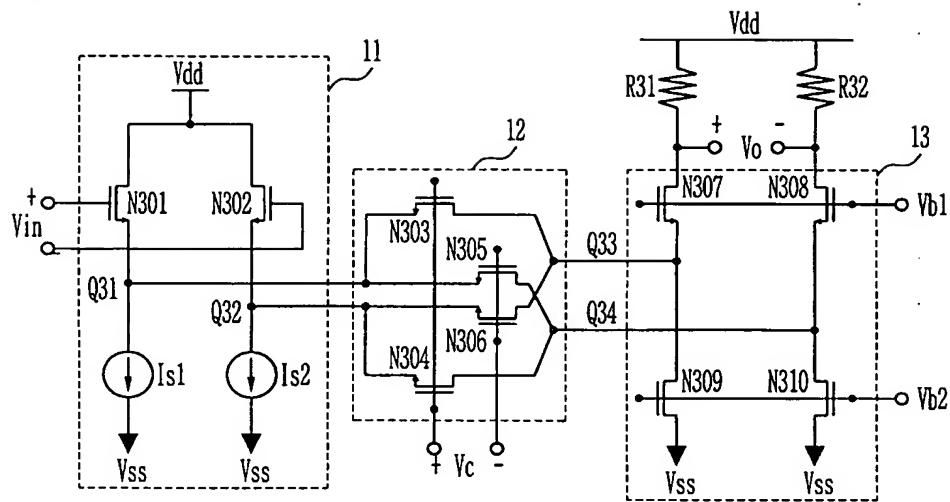 Vdd
11
Vdd
R31
R32
12
+ Vo -
13
+
N301
N302
N307
N308
Vb1
Vin
-
N303
N305
Q31
Q33
Q32
Q34
N306
N304
Is1
Is2
N309
N310
Vb2
Vss
Vss
+ Vc -
Vss
Vss